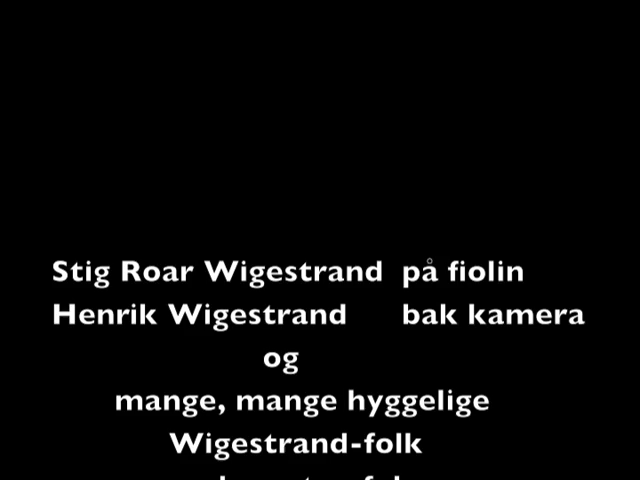 Stig Roar Wigestrand på fiolin
Henrik Wigestrand bak kamera
og
mange, mange hyggelige
Wigestrand-folk